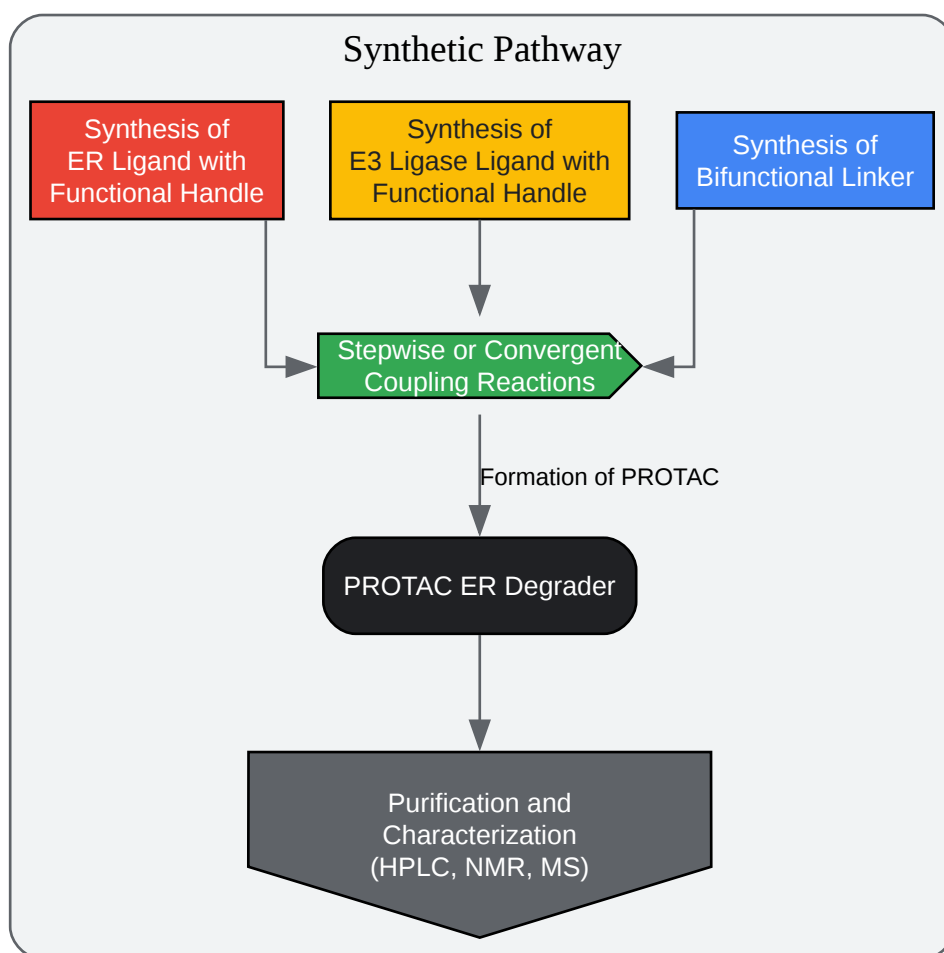 Synthetic Pathway
Synthesis of
ER Ligand with
Functional Handle
Synthesis of
E3 Ligase Ligand with
Functional Handle
Synthesis of
Bifunctional Linker
Stepwise or Convergent
Coupling Reactions
Formation of PROTAC
PROTAC ER Degrader
Purification and
Characterization
(HPLC, NMR, MS)